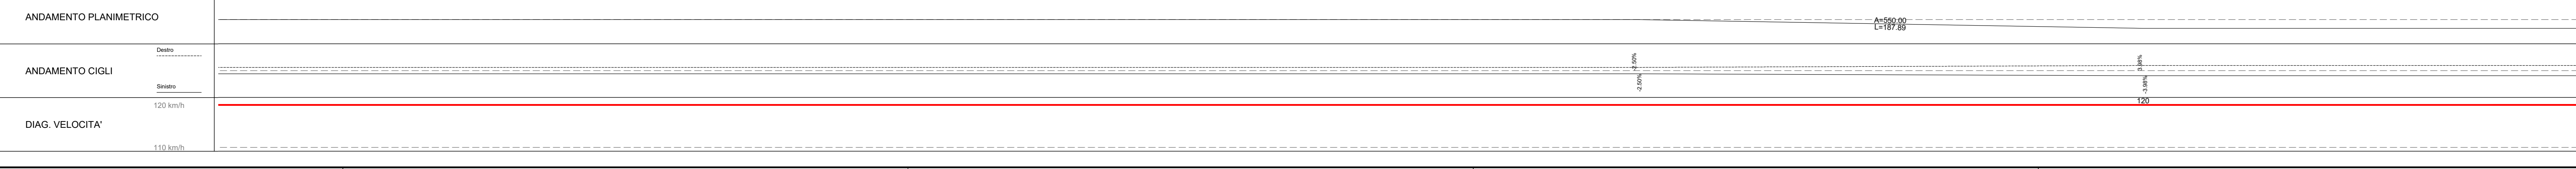 ANDAMENTO PLANIMETRICO
A=550.00
L=187.89
Destro
ANDAMENTO CIGLI
Sinistro
-2.50%
-2.50%
3.98%
-3.98%
120 km/h
120
DIAG. VELOCITA'
110 km/h